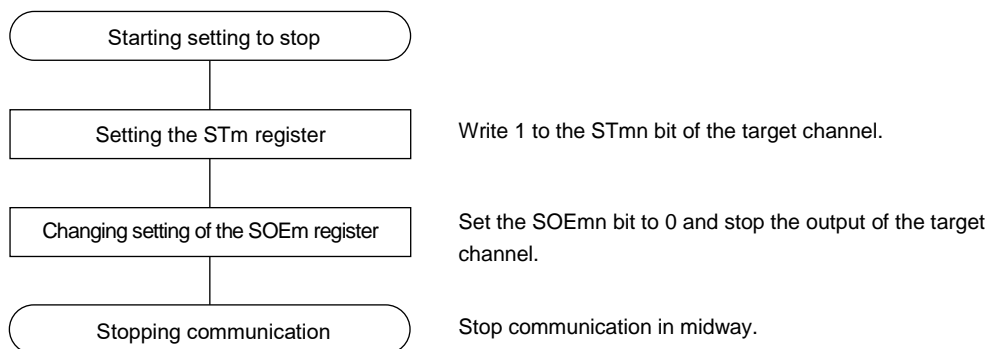 Starting setting to stop
Setting the STm register
Write 1 to the STmn bit of the target channel.
Changing setting of the SOEm register
Set the SOEmn bit to 0 and stop the output of the target
channel.
Stopping communication
Stop communication in midway.